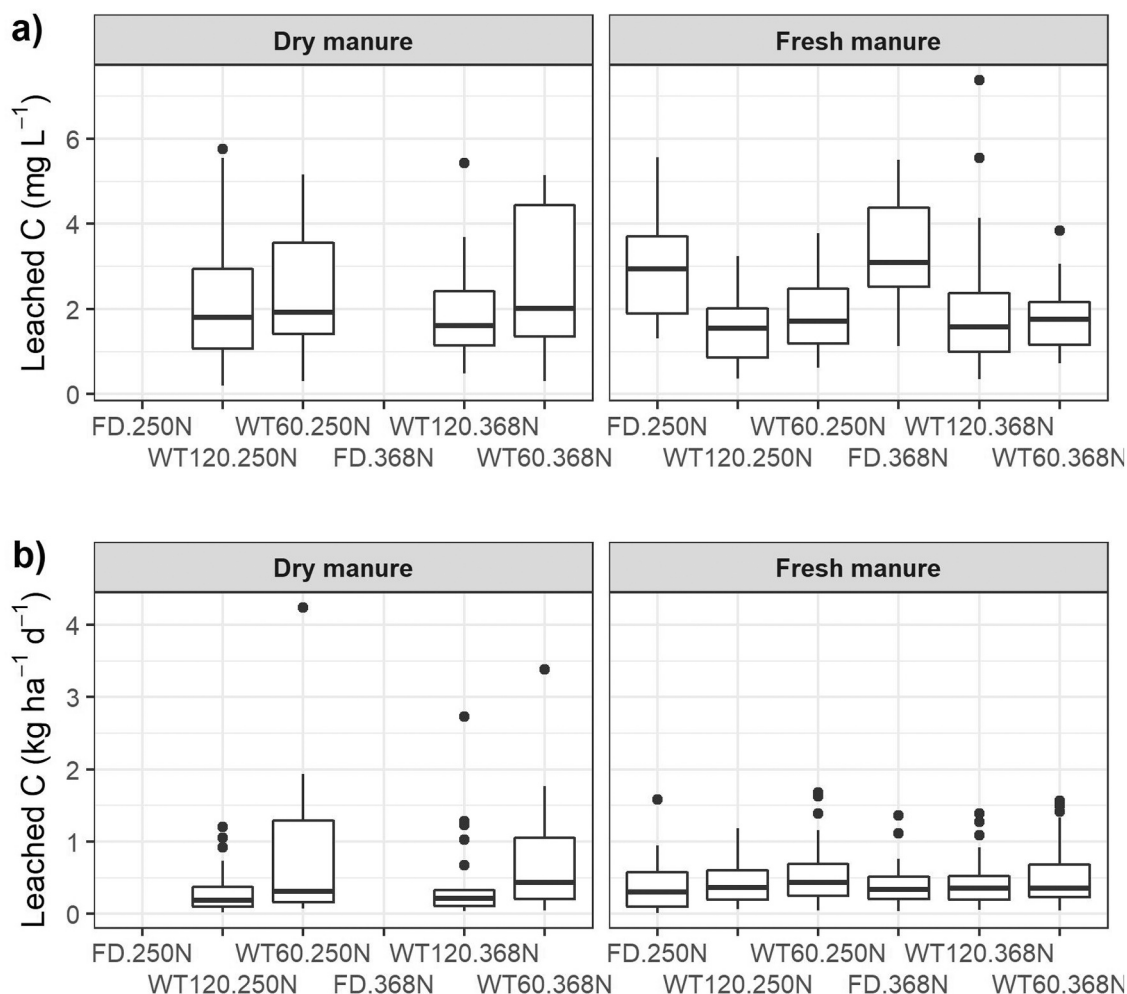 a)
Dry manure
Fresh manure
Leached C (mg L⁻¹)
6
4
2
0
FD.250N WT60.250N WT120.368N
WT120.250N FD.368N WT60.368N
FD.250N WT60.250N WT120.368N
WT120.250N FD.368N WT60.368N
b)
Dry manure
Fresh manure
Leached C (kg ha⁻¹ d⁻¹)
4
3
2
1
0
FD.250N WT60.250N WT120.368N
WT120.250N FD.368N WT60.368N
FD.250N WT60.250N WT120.368N
WT120.250N FD.368N WT60.368N